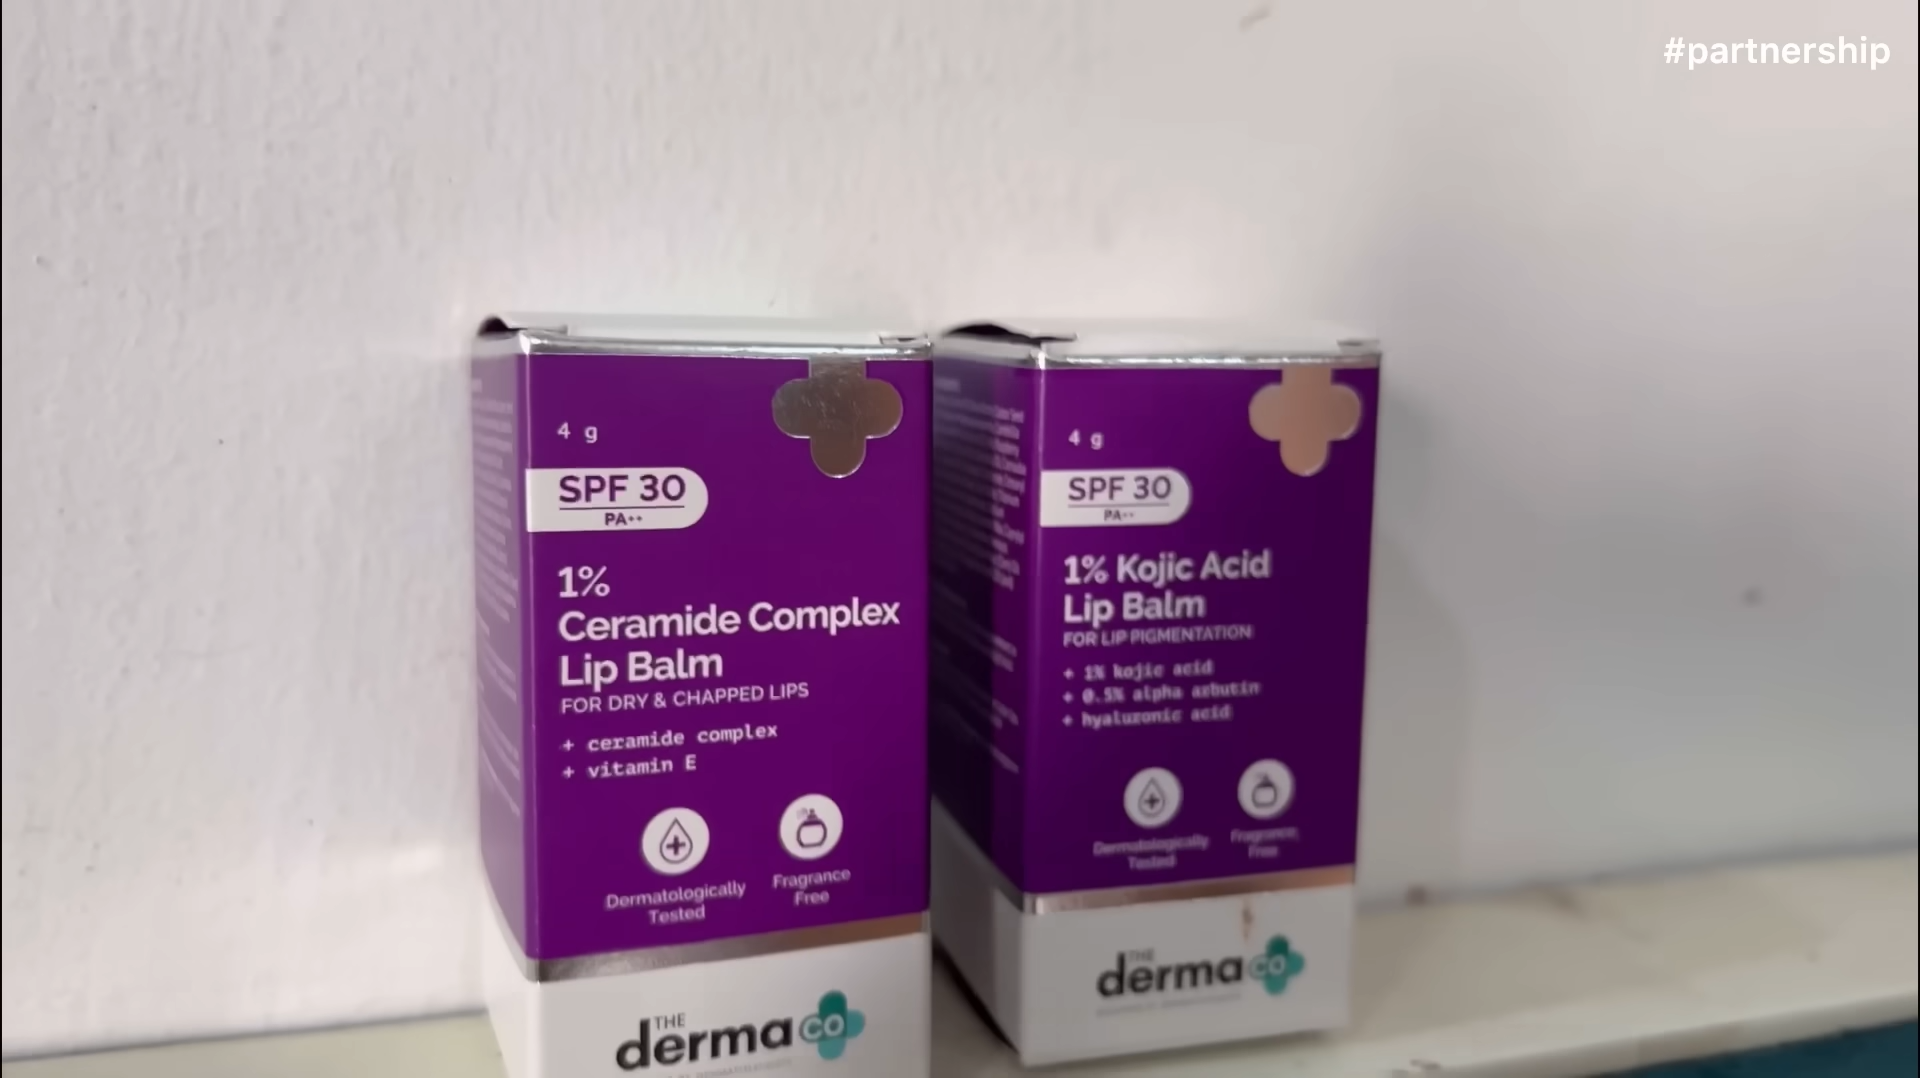 #partnership
4 g
SPF 30
PA++
1%
Ceramide Complex
Lip Balm
FOR DRY & CHAPPED LIPS
+ ceramide complex
+ vitamin E
Dermatologically
Tested
Fragrance
Free
THE
derma co
4 g
SPF 30
PA++
1% Kojic Acid
Lip Balm
FOR LIP PIGMENTATION
+ 1% kojic acid
+ 0.5% alpha arbutin
+ hyaluronic acid
Dermatologically
Tested
Fragrance
Free
THE
derma co